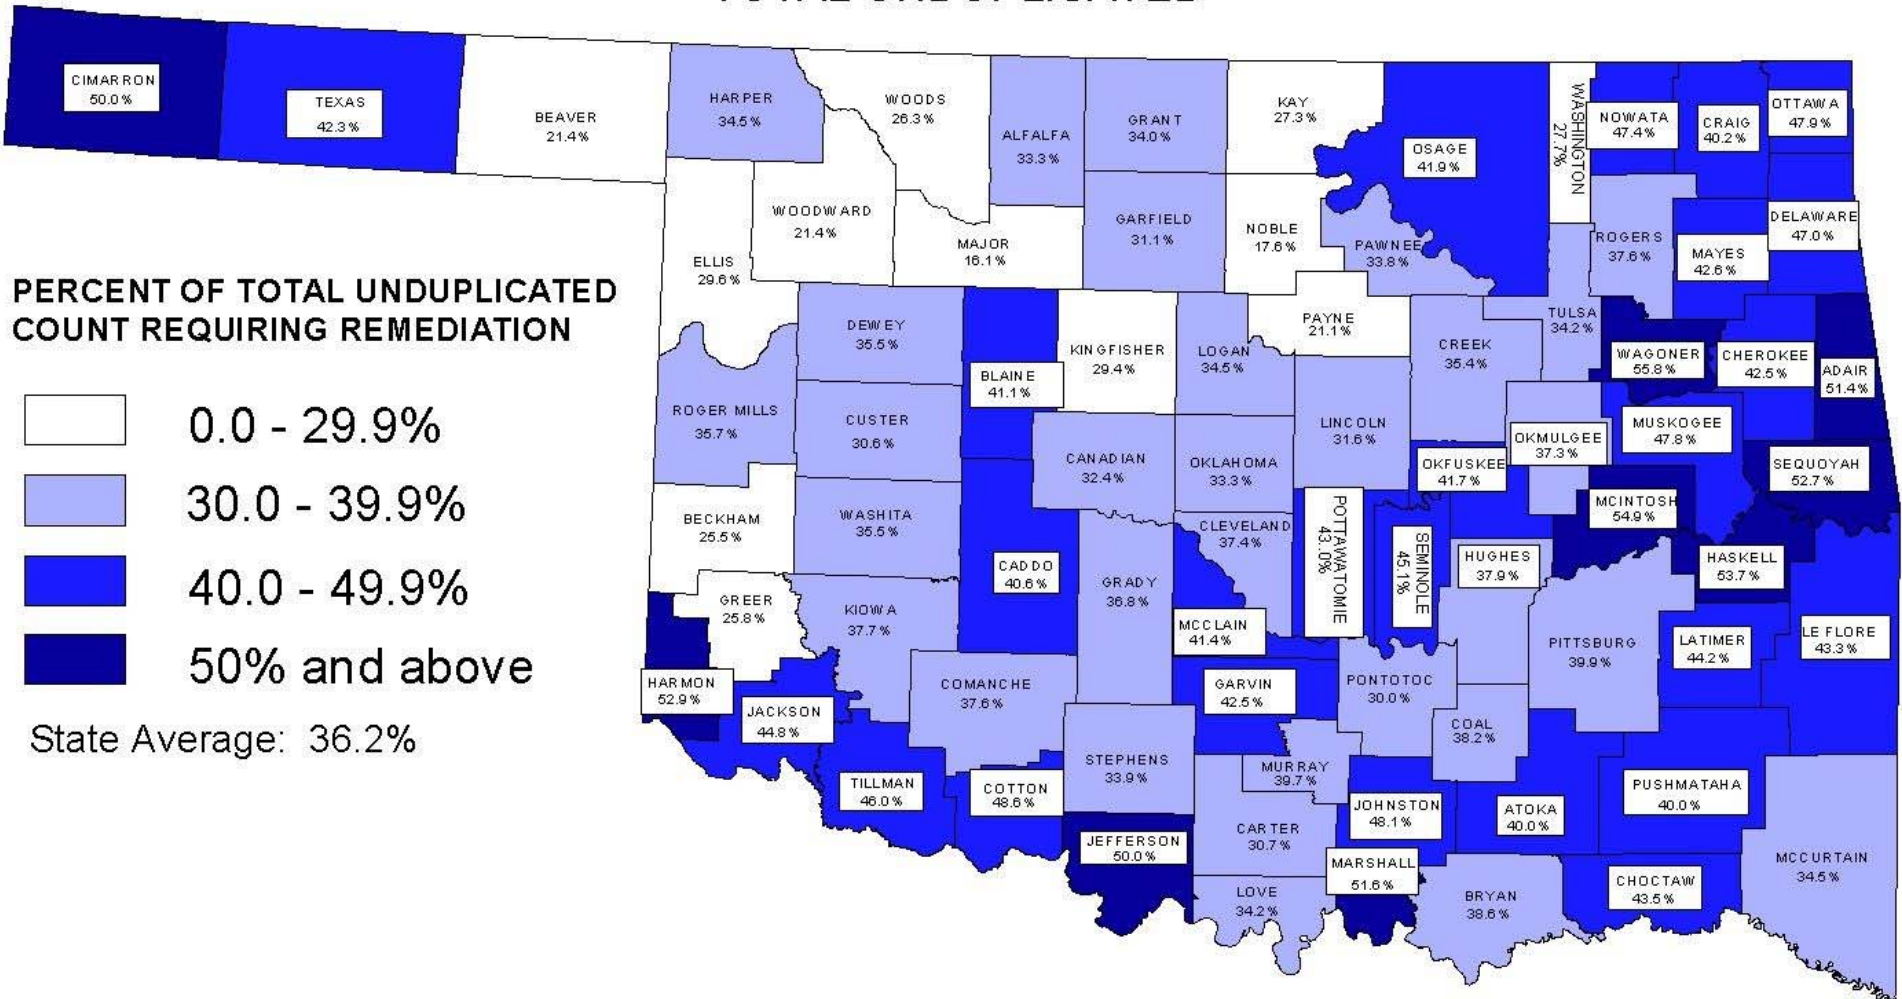 CIMARRON
50.0%
TEXAS
42.3%
BEAVER
21.4%
HARPER
34.5%
WOODS
26.3%
ALFALFA
33.3%
GRANT
34.0%
KAY
27.3%
OSAGE
41.9%
WASHINGTON
27.7%
NOWATA
47.4%
CRAIG
40.2%
OTTAWA
47.9%
ELLIS
29.6%
WOODWARD
21.4%
MAJOR
16.1%
GARFIELD
31.1%
NOBLE
17.6%
PAWNEE
33.8%
ROGERS
37.6%
MAYES
42.6%
DELAWARE
47.0%
PERCENT OF TOTAL UNDUPLICATED
COUNT REQUIRING REMEDIATION
0.0 - 29.9%
30.0 - 39.9%
40.0 - 49.9%
50% and above
State Average: 36.2%
DEWEY
35.5%
BLAINE
41.1%
KINGFISHER
29.4%
LOGAN
34.5%
PAYNE
21.1%
CREEK
35.4%
TULSA
34.2%
WAGONER
55.8%
CHEROKEE
42.5%
ADAIR
51.4%
ROGER MILLS
35.7%
CUSTER
30.6%
CANADIAN
32.4%
OKLAHOMA
33.3%
LINCOLN
31.6%
OKFUSKEE
41.7%
OKMULGEE
37.3%
MUSKOGEE
47.8%
SEQUOYAH
52.7%
BECKHAM
25.5%
WASHITA
35.5%
CADDO
40.6%
GRADY
36.8%
CLEVELAND
37.4%
POTTAWATOMIE
43.0%
SEMINOLE
45.1%
HUGHES
37.9%
MCINTOSH
54.9%
HASKELL
53.7%
GREER
25.8%
KIOWA
37.7%
MCCLAIN
41.4%
PITTSBURG
39.9%
LATIMER
44.2%
LE FLORE
43.3%
HARMON
52.9%
JACKSON
44.8%
COMANCHE
37.6%
GARVIN
42.5%
PONTOTOC
30.0%
COAL
38.2%
TILLMAN
46.0%
COTTON
48.6%
STEPHENS
33.9%
MURRAY
39.7%
JOHNSTON
48.1%
ATOKA
40.0%
PUSHMATAHA
40.0%
JEFFERSON
50.0%
CARTER
30.7%
MARSHALL
51.6%
LOVE
34.2%
BRYAN
38.6%
CHOCTAW
43.5%
MCCURTAIN
34.5%